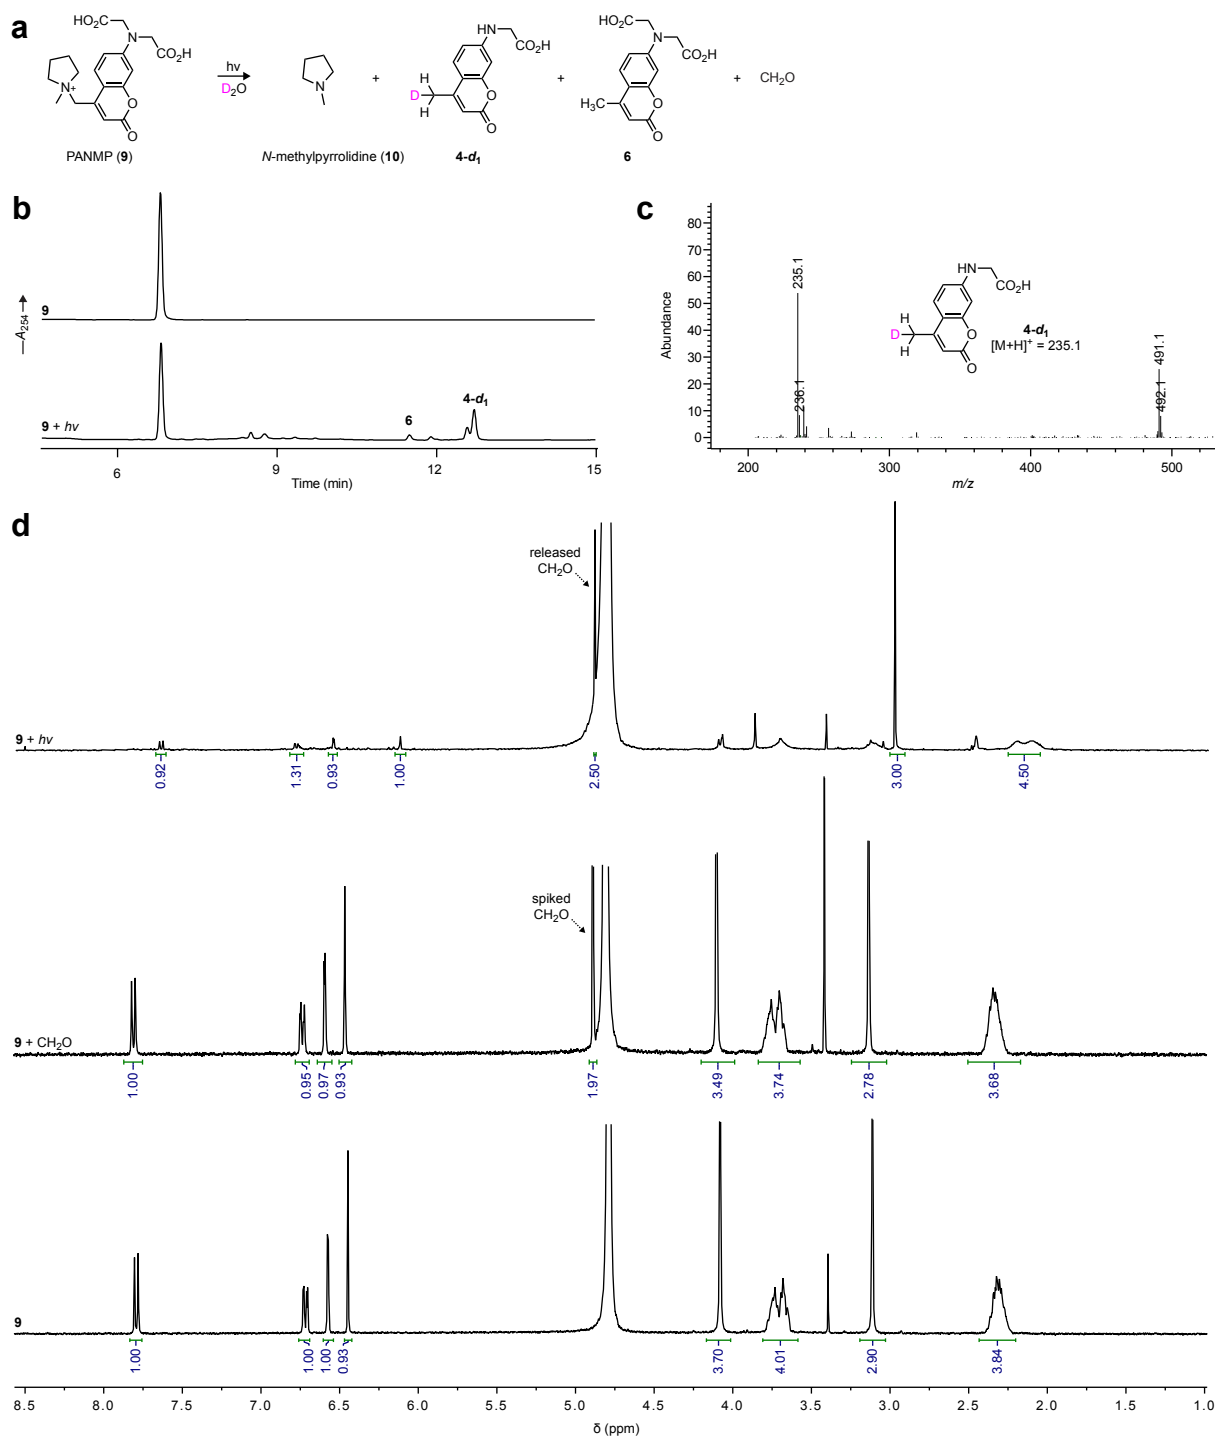 a
HO₂C
N
CO₂H
N⁺
O
O
PANMP (9)
hν
D₂O
N
N-methylpyrrolidine (10)
+
HN
CO₂H
H
D
H
O
O
4-d₁
+
HO₂C
N
CO₂H
H₃C
O
O
6
+ CH₂O
b
—A₂₅₄→
9
9 + hν
6
4-d₁
6 9 12 15
Time (min)
c
Abundance
80
70
60
50
40
30
20
10
0
235.1
236.1
491.1
492.1
HN
CO₂H
H
D
H
O
O
4-d₁
[M+H]⁺ = 235.1
200 300 400 500
m/z
d
released
CH₂O
9 + hν
0.92 1.31 0.93 1.00 2.50 3.00 4.50
spiked
CH₂O
9 + CH₂O
1.00 0.95 0.97 0.93 1.97 3.49 3.74 2.78 3.68
9
1.00 1.00 1.00 0.93 3.70 4.01 2.90 3.84
8.5 8.0 7.5 7.0 6.5 6.0 5.5 5.0 4.5 4.0 3.5 3.0 2.5 2.0 1.5 1.0
δ (ppm)